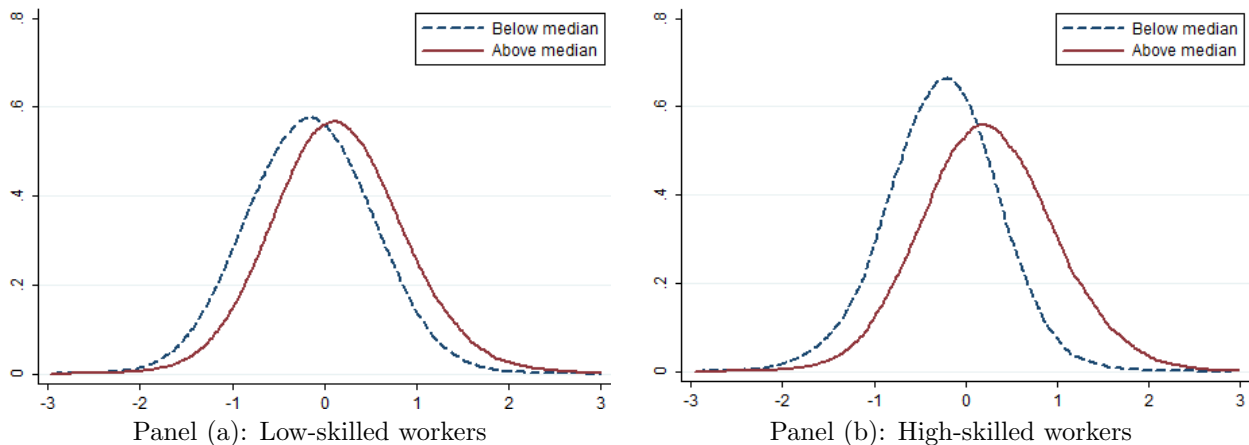 .8
.6
.4
.2
0
-3 -2 -1 0 1 2 3
Below median
Above median
Panel (a): Low-skilled workers
.8
.6
.4
.2
0
-3 -2 -1 0 1 2 3
Below median
Above median
Panel (b): High-skilled workers